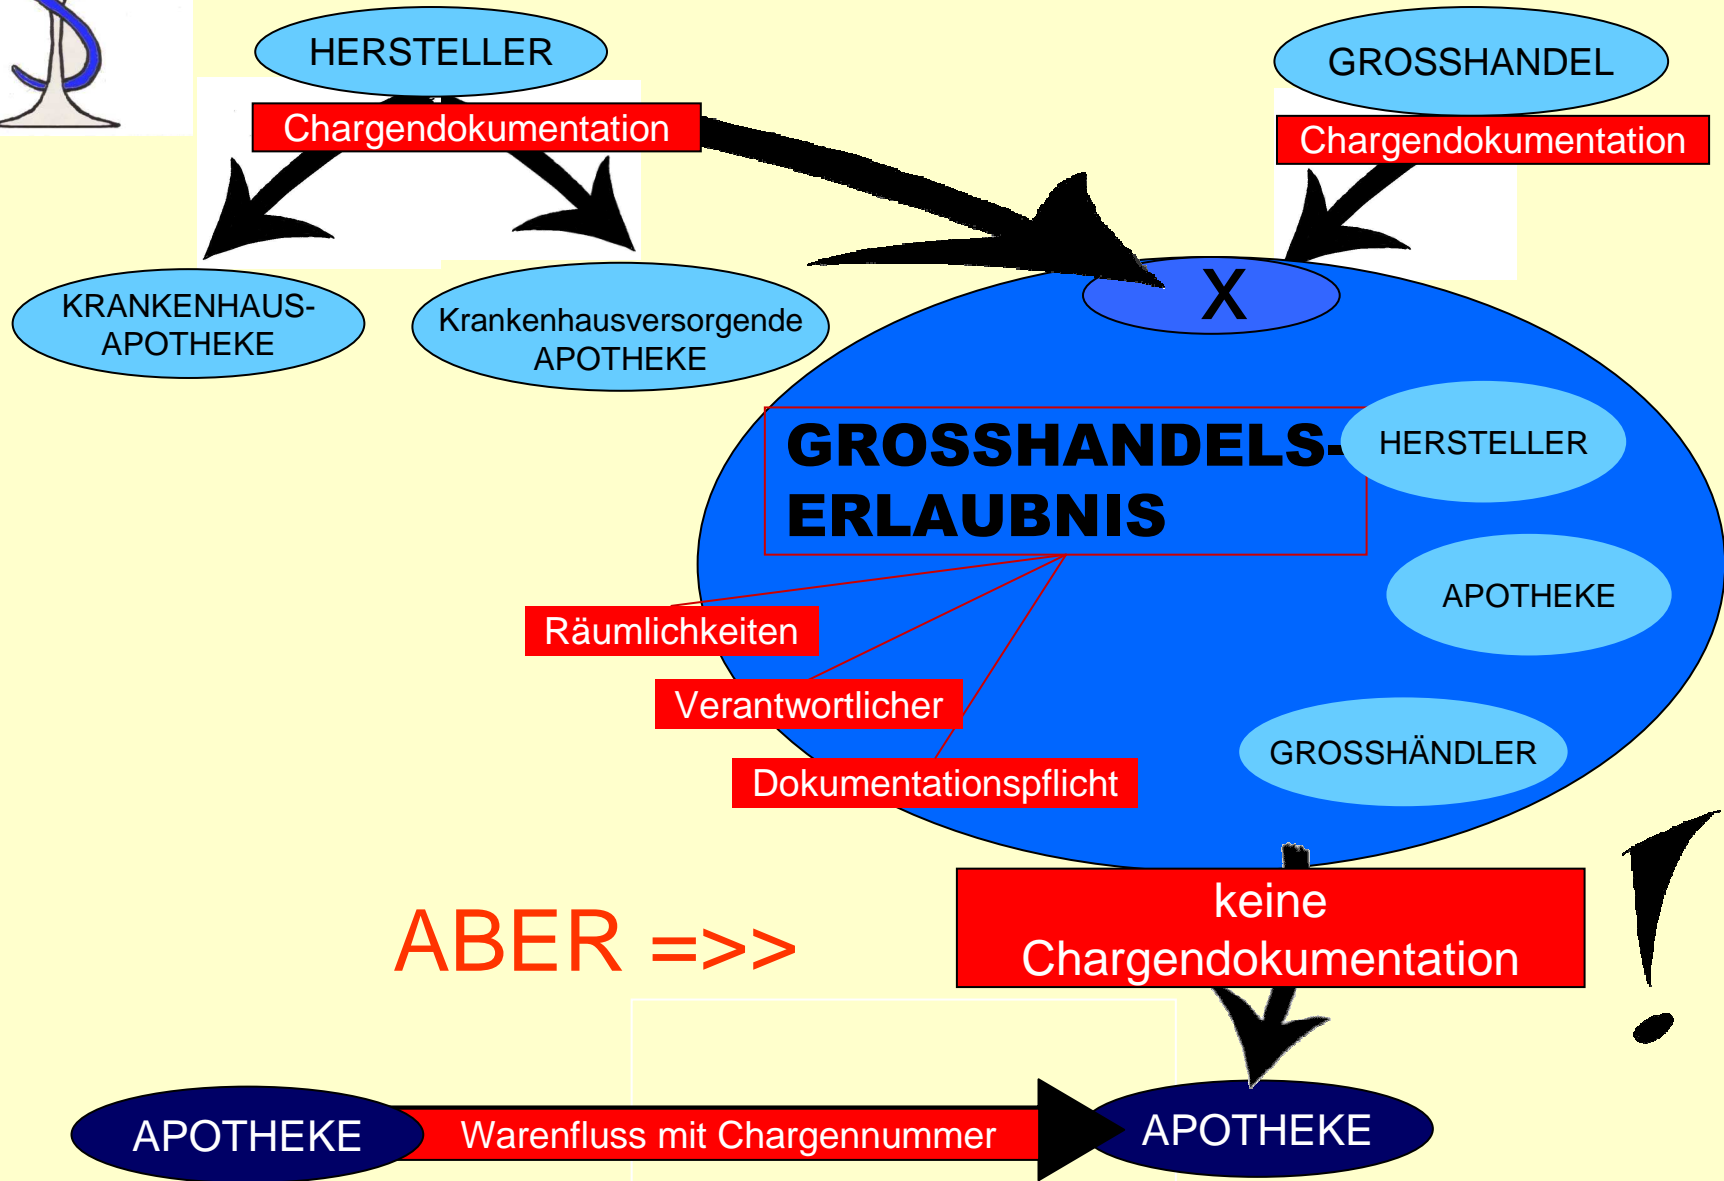 HERSTELLER
GROSSHANDEL
Chargendokumentation
Chargendokumentation
X
KRANKENHAUS-
APOTHEKE
Krankenhausversorgende
APOTHEKE
GROSSHANDELS-
ERLAUBNIS
HERSTELLER
APOTHEKE
Räumlichkeiten
Verantwortlicher
GROSSHÄNDLER
Dokumentationspflicht
keine
Chargendokumentation
!
ABER =>>
APOTHEKE
Warenfluss mit Chargennummer
APOTHEKE